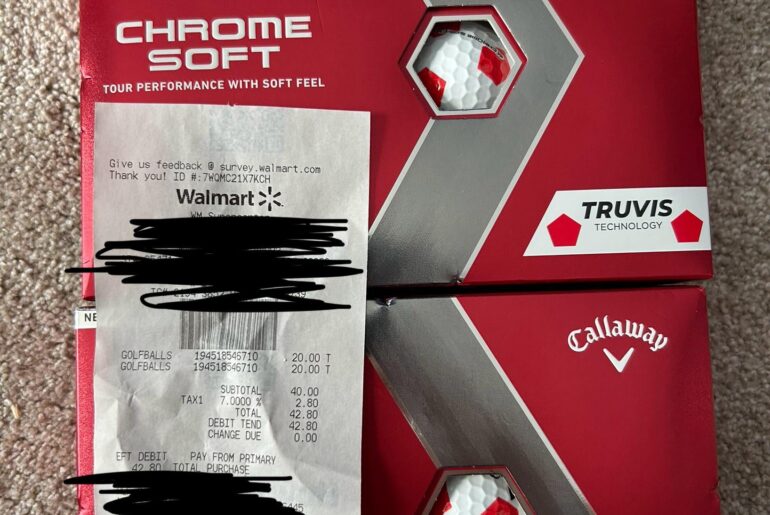 CHROME
SOFT
TOUR PERFORMANCE WITH SOFT FEEL
TRUVIS
TECHNOLOGY
Give us feedback @ survey.walmart.com
Thank you! ID #:7WQMC21X7KCH
Walmart
WM Supercenter
NE
Callaway
GOLFBALLS 194518546710 20.00 T
GOLFBALLS 194518546710 20.00 T
SUBTOTAL 40.00
TAX1 7.0000 % 2.80
TOTAL 42.80
DEBIT TEND 42.80
CHANGE DUE 0.00
EFT DEBIT PAY FROM PRIMARY
42.80 TOTAL PURCHASE